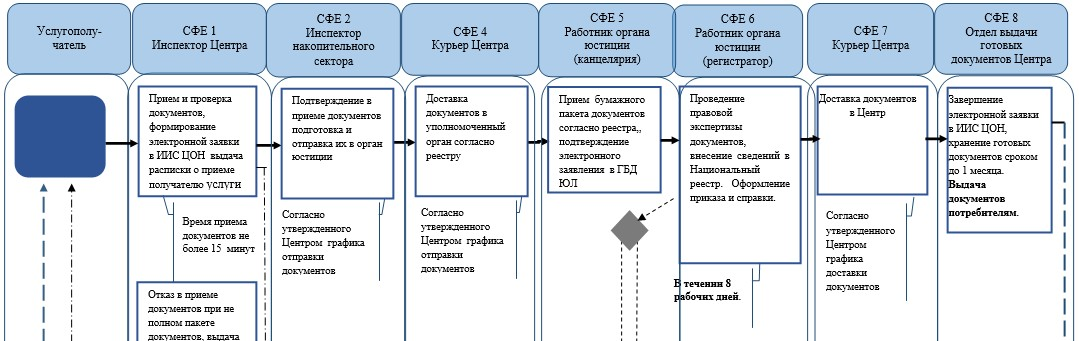 Услугополу-
чатель
СФЕ 1
Инспектор Центра
СФЕ 2
Инспектор
накопительного
сектора
СФЕ 4
Курьер Центра
СФЕ 5
Работник органа
юстиции
(канцелярия)
СФЕ 6
Работник органа
юстиции
(регистратор)
СФЕ 7
Курьер Центра
СФЕ 8
Отдел выдачи
готовых
документов Центра
Прием и проверка
документов,
формирование
электронной заявки
в ИИС ЦОН выдача
расписки о приеме
получателю услуги
Время приема
документов не
более 15 минут
Отказ в приеме
документов при не
полном пакете
документов, выдача
Подтверждение в
приеме документов
подготовка и
отправка их в орган
юстиции
Согласно
утвержденного
Центром графика
отправки
документов
Доставка
документов в
уполномоченный
орган согласно
реестру
Согласно
утвержденного
Центром графика
отправки
документов
Прием бумажного
пакета документов
согласно реестра,,
подтверждение
электронного
заявления в ГБД
ЮЛ
Проведение
правовой
экспертизы
документов,
внесение сведений в
Национальный
реестр. Оформление
приказа и справки.
В течении 8
рабочих дней.
Доставка документов
в Центр
Согласно
утвержденного
Центром
графика
доставки
документов
Завершение
электронной заявки
в ИИС ЦОН,
хранение готовых
документов сроком
до 1 месяца.
Выдача
документов
потребителям.